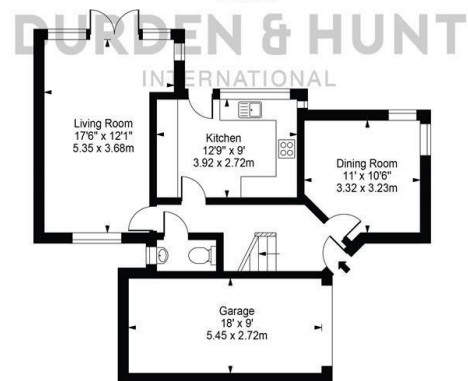 DURDEN & HUNT
INTERNATIONAL
Living Room
17'6" x 12'1"
5.35 x 3.68m
Kitchen
12'9" x 9'
3.92 x 2.72m
Dining Room
11' x 10'6"
3.32 x 3.23m
Garage
18' x 9'
5.45 x 2.72m